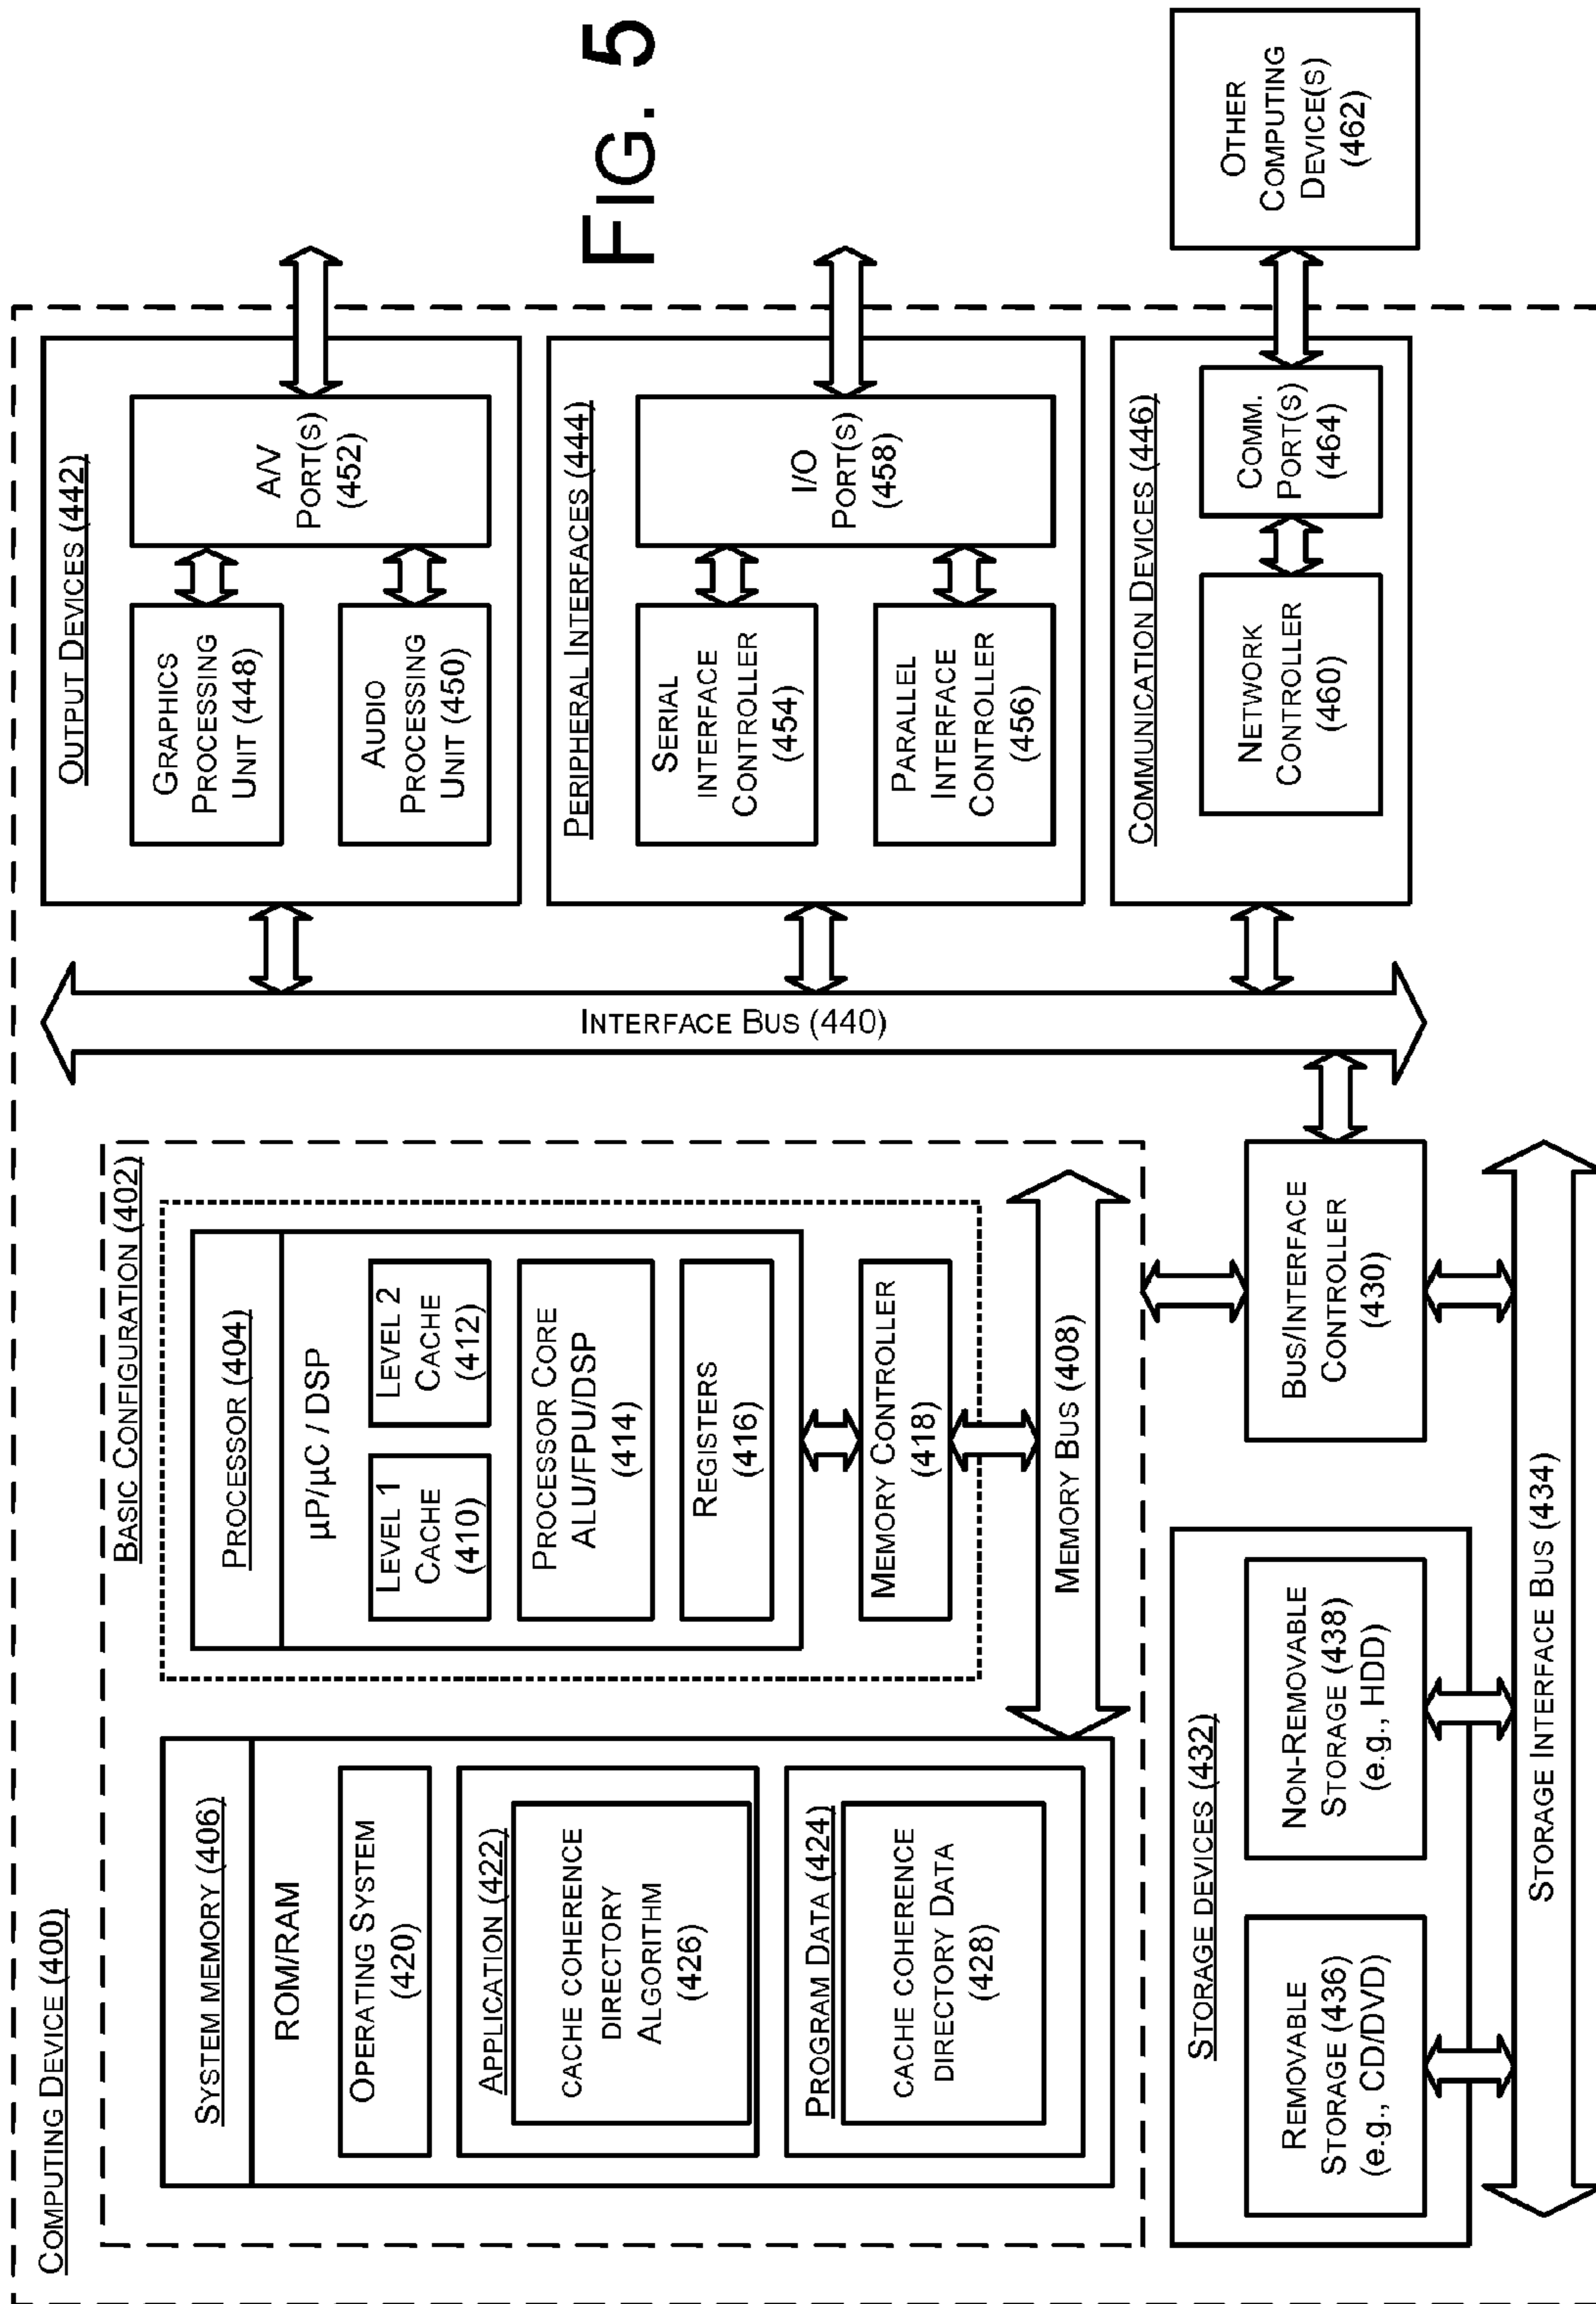 COMPUTING DEVICE (400)
BASIC CONFIGURATION (402)
SYSTEM MEMORY (406)
ROM/RAM
OPERATING SYSTEM
(420)
APPLICATION (422)
CACHE COHERENCE
DIRECTORY
ALGORITHM
(426)
PROGRAM DATA (424)
CACHE COHERENCE
DIRECTORY DATA
(428)
PROCESSOR (404)
µP/µC / DSP
LEVEL 1
CACHE
(410)
LEVEL 2
CACHE
(412)
PROCESSOR CORE
ALU/FPU/DSP
(414)
REGISTERS
(416)
MEMORY CONTROLLER
(418)
MEMORY BUS (408)
BUS/INTERFACE
CONTROLLER
(430)
STORAGE DEVICES (432)
REMOVABLE
STORAGE (436)
(e.g., CD/DVD)
NON-REMOVABLE
STORAGE (438)
(e.g., HDD)
STORAGE INTERFACE BUS (434)
INTERFACE BUS (440)
OUTPUT DEVICES (442)
GRAPHICS
PROCESSING
UNIT (448)
AUDIO
PROCESSING
UNIT (450)
A/V
PORT(S)
(452)
PERIPHERAL INTERFACES (444)
SERIAL
INTERFACE
CONTROLLER
(454)
PARALLEL
INTERFACE
CONTROLLER
(456)
I/O
PORT(S)
(458)
COMMUNICATION DEVICES (446)
NETWORK
CONTROLLER
(460)
COMM.
PORT(S)
(464)
OTHER
COMPUTING
DEVICE(S)
(462)
FIG. 5